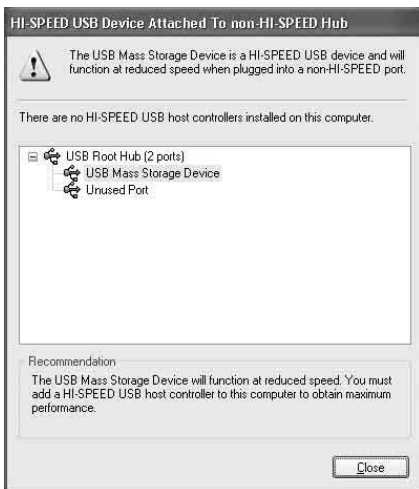 HI-SPEED USB Device Attached To non-HI-SPEED Hub
The USB Mass Storage Device is a HI-SPEED USB device and will
function at reduced speed when plugged into a non-HI-SPEED port.
There are no HI-SPEED USB host controllers installed on this computer.
USB Root Hub (2 ports)
USB Mass Storage Device
Unused Port
Recommendation
The USB Mass Storage Device will function at reduced speed. You must
add a HI-SPEED USB host controller to this computer to obtain maximum
performance.
Close